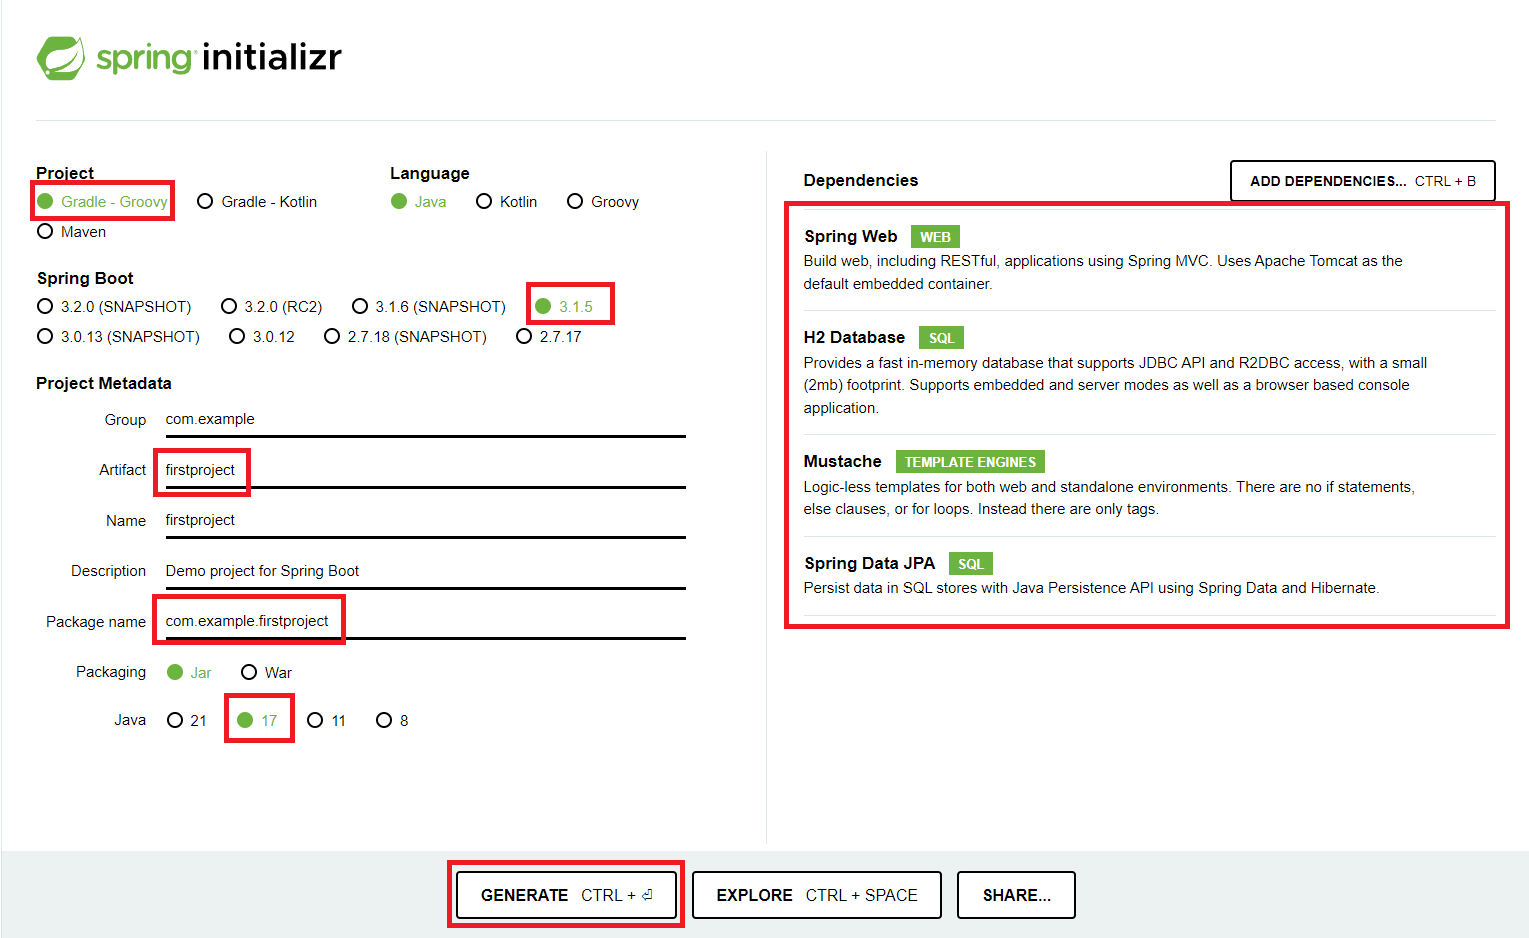 spring initializr
Project
Gradle - Groovy Gradle - Kotlin
Maven
Language
Java Kotlin Groovy
Spring Boot
3.2.0 (SNAPSHOT) 3.2.0 (RC2) 3.1.6 (SNAPSHOT) 3.1.5
3.0.13 (SNAPSHOT) 3.0.12 2.7.18 (SNAPSHOT) 2.7.17
Project Metadata
Group com.example
Artifact firstproject
Name firstproject
Description Demo project for Spring Boot
Package name com.example.firstproject
Packaging Jar War
Java 21 17 11 8
Dependencies ADD DEPENDENCIES... CTRL + B
Spring Web WEB
Build web, including RESTful, applications using Spring MVC. Uses Apache Tomcat as the
default embedded container.
H2 Database SQL
Provides a fast in-memory database that supports JDBC API and R2DBC access, with a small
(2mb) footprint. Supports embedded and server modes as well as a browser based console
application.
Mustache TEMPLATE ENGINES
Logic-less templates for both web and standalone environments. There are no if statements,
else clauses, or for loops. Instead there are only tags.
Spring Data JPA SQL
Persist data in SQL stores with Java Persistence API using Spring Data and Hibernate.
GENERATE CTRL + ⏎ EXPLORE CTRL + SPACE SHARE...